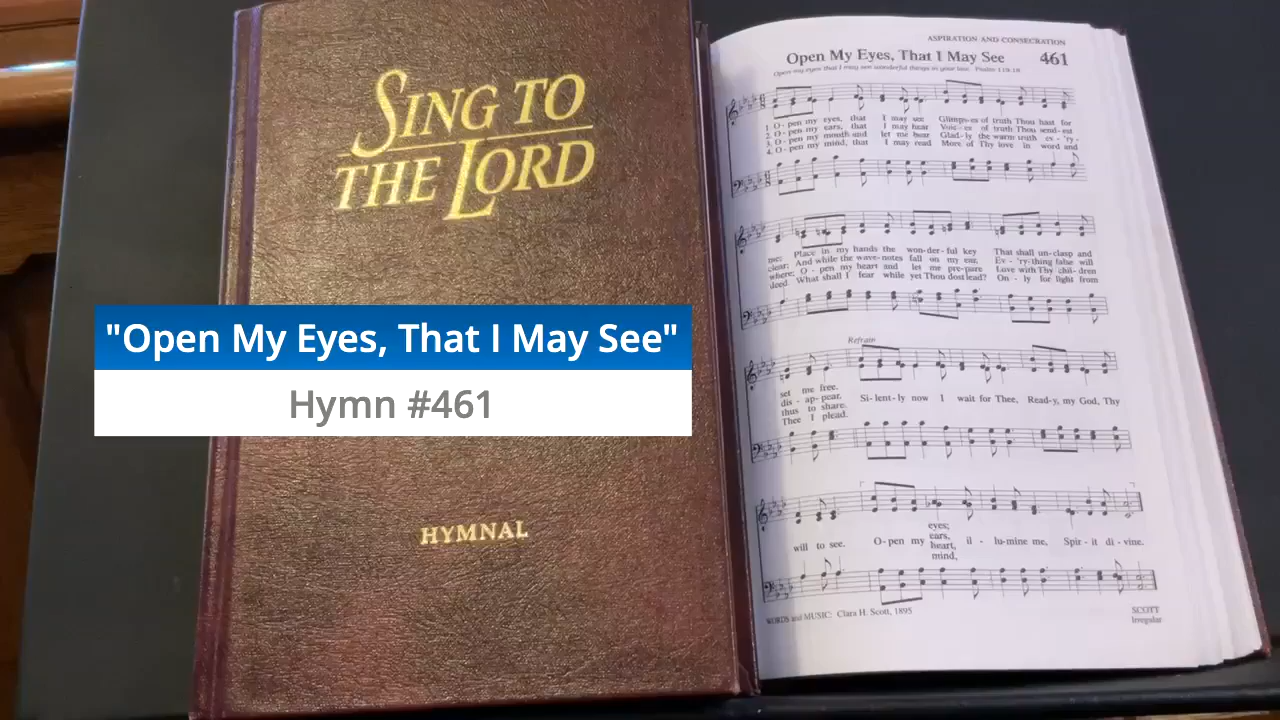 SING TO
THE LORD
HYMNAL
"Open My Eyes, That I May See"
Hymn #461
ASPIRATION AND CONSECRATION
Open My Eyes, That I May See 461
Open my eyes that I may see wonderful things in your law. Psalm 119:18
1. O - pen my eyes, that I may see Glimps - es of truth Thou hast for
2. O - pen my ears, that I may hear Voic - es of truth Thou send - est
3. O - pen my mouth and let me bear Glad - ly the warm truth ev - 'ry -
4. O - pen my mind, that I may read More of Thy love in word and
me; Place in my hands the won - der - ful key That shall un - clasp and
clear; And while the wave - notes fall on my ear, Ev - 'ry - thing false will
where; O - pen my heart and let me pre - pare Love with Thy chil - dren
deed. What shall I fear while yet Thou dost lead? On - ly for light from
Refrain
set me free.
dis - ap - pear. Si - lent - ly now I wait for Thee, Read - y, my God, Thy
thus to share.
Thee I plead.
eyes;
ears,
will to see. O - pen my heart, il - lu - mine me, Spir - it di - vine.
mind,
WORDS and MUSIC: Clara H. Scott, 1895 SCOTT
Irregular